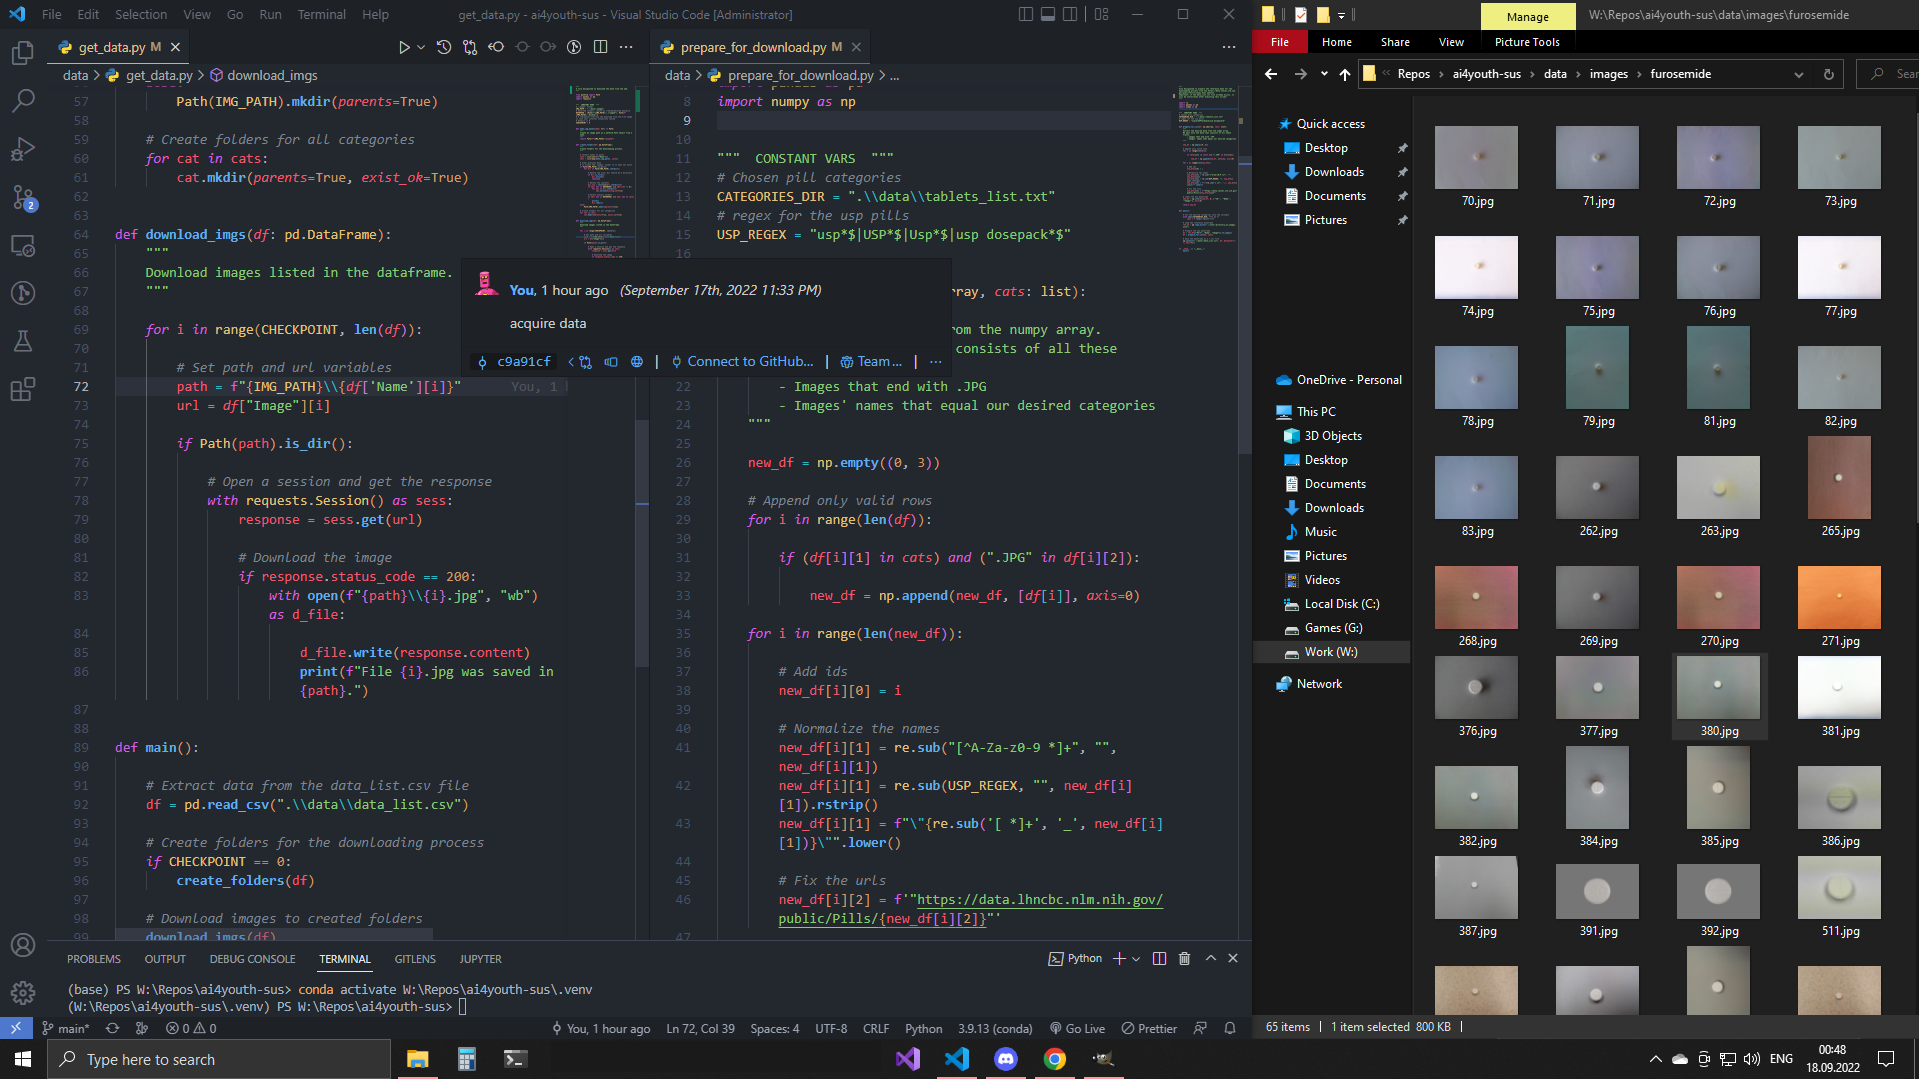 File Edit Selection View Go Run Terminal Help
get_data.py - ai4youth-sus - Visual Studio Code [Administrator]
get_data.py M
data > get_data.py > download_imgs
57 Path(IMG_PATH).mkdir(parents=True)
58
59 # Create folders for all categories
60 for cat in cats:
61 cat.mkdir(parents=True, exist_ok=True)
62
63
64 def download_imgs(df: pd.DataFrame):
65 """
66 Download images listed in the dataframe.
67 """
68
69 for i in range(CHECKPOINT, len(df)):
70
71 # Set path and url variables
72 path = f"{IMG_PATH}\\{df['Name'][i]}" You, 1
73 url = df["Image"][i]
74
75 if Path(path).is_dir():
76
77 # Open a session and get the response
78 with requests.Session() as sess:
79 response = sess.get(url)
80
81 # Download the image
82 if response.status_code == 200:
83 with open(f"{path}\\{i}.jpg", "wb")
as d_file:
84
85 d_file.write(response.content)
86 print(f"File {i}.jpg was saved in
{path}.")
87
88
89 def main():
90
91 # Extract data from the data_list.csv file
92 df = pd.read_csv(".\\data\\data_list.csv")
93
94 # Create folders for the downloading process
95 if CHECKPOINT == 0:
96 create_folders(df)
97
98 # Download images to created folders
99 download_imgs(df)
You, 1 hour ago (September 17th, 2022 11:33 PM)
acquire data
c9a91cf | Connect to GitHub... | Team... | ...
prepare_for_download.py M
data > prepare_for_download.py > ...
import pandas as pd
8 import numpy as np
9
10
11 """ CONSTANT VARS """
12 # Chosen pill categories
13 CATEGORIES_DIR = ".\\data\\tablets_list.txt"
14 # regex for the usp pills
15 USP_REGEX = "usp*$|USP*$|Usp*$|usp dosepack*$"
16
rray, cats: list):
om the numpy array.
consists of all these
22 - Images that end with .JPG
23 - Images' names that equal our desired categories
24 """
25
26 new_df = np.empty((0, 3))
27
28 # Append only valid rows
29 for i in range(len(df)):
30
31 if (df[i][1] in cats) and (".JPG" in df[i][2]):
32
33 new_df = np.append(new_df, [df[i]], axis=0)
34
35 for i in range(len(new_df)):
36
37 # Add ids
38 new_df[i][0] = i
39
40 # Normalize the names
41 new_df[i][1] = re.sub("[^A-Za-z0-9 *]+", "",
new_df[i][1])
42 new_df[i][1] = re.sub(USP_REGEX, "", new_df[i]
[1]).rstrip()
43 new_df[i][1] = f"\"{re.sub('[ *]+', '_', new_df[i]
[1])}\"".lower()
44
45 # Fix the urls
46 new_df[i][2] = f'"https://data.lhncbc.nlm.nih.gov/
public/Pills/{new_df[i][2]}"'
47
PROBLEMS OUTPUT DEBUG CONSOLE TERMINAL GITLENS JUPYTER
Python
(base) PS W:\Repos\ai4youth-sus> conda activate W:\Repos\ai4youth-sus\.venv
(W:\Repos\ai4youth-sus\.venv) PS W:\Repos\ai4youth-sus>
2
main* 0 0 You, 1 hour ago Ln 72, Col 39 Spaces: 4 UTF-8 CRLF Python 3.9.13 (conda) Go Live Prettier
Manage
W:\Repos\ai4youth-sus\data\images\furosemide
File Home Share View Picture Tools
« Repos > ai4youth-sus > data > images > furosemide
Sear
Quick access
Desktop
Downloads
Documents
Pictures
OneDrive - Personal
This PC
3D Objects
Desktop
Documents
Downloads
Music
Pictures
Videos
Local Disk (C:)
Games (G:)
Work (W:)
Network
70.jpg 71.jpg 72.jpg 73.jpg
74.jpg 75.jpg 76.jpg 77.jpg
78.jpg 79.jpg 81.jpg 82.jpg
83.jpg 262.jpg 263.jpg 265.jpg
268.jpg 269.jpg 270.jpg 271.jpg
376.jpg 377.jpg 380.jpg 381.jpg
382.jpg 384.jpg 385.jpg 386.jpg
387.jpg 391.jpg 392.jpg 511.jpg
65 items | 1 item selected 800 KB |
Type here to search
ENG
00:48
18.09.2022